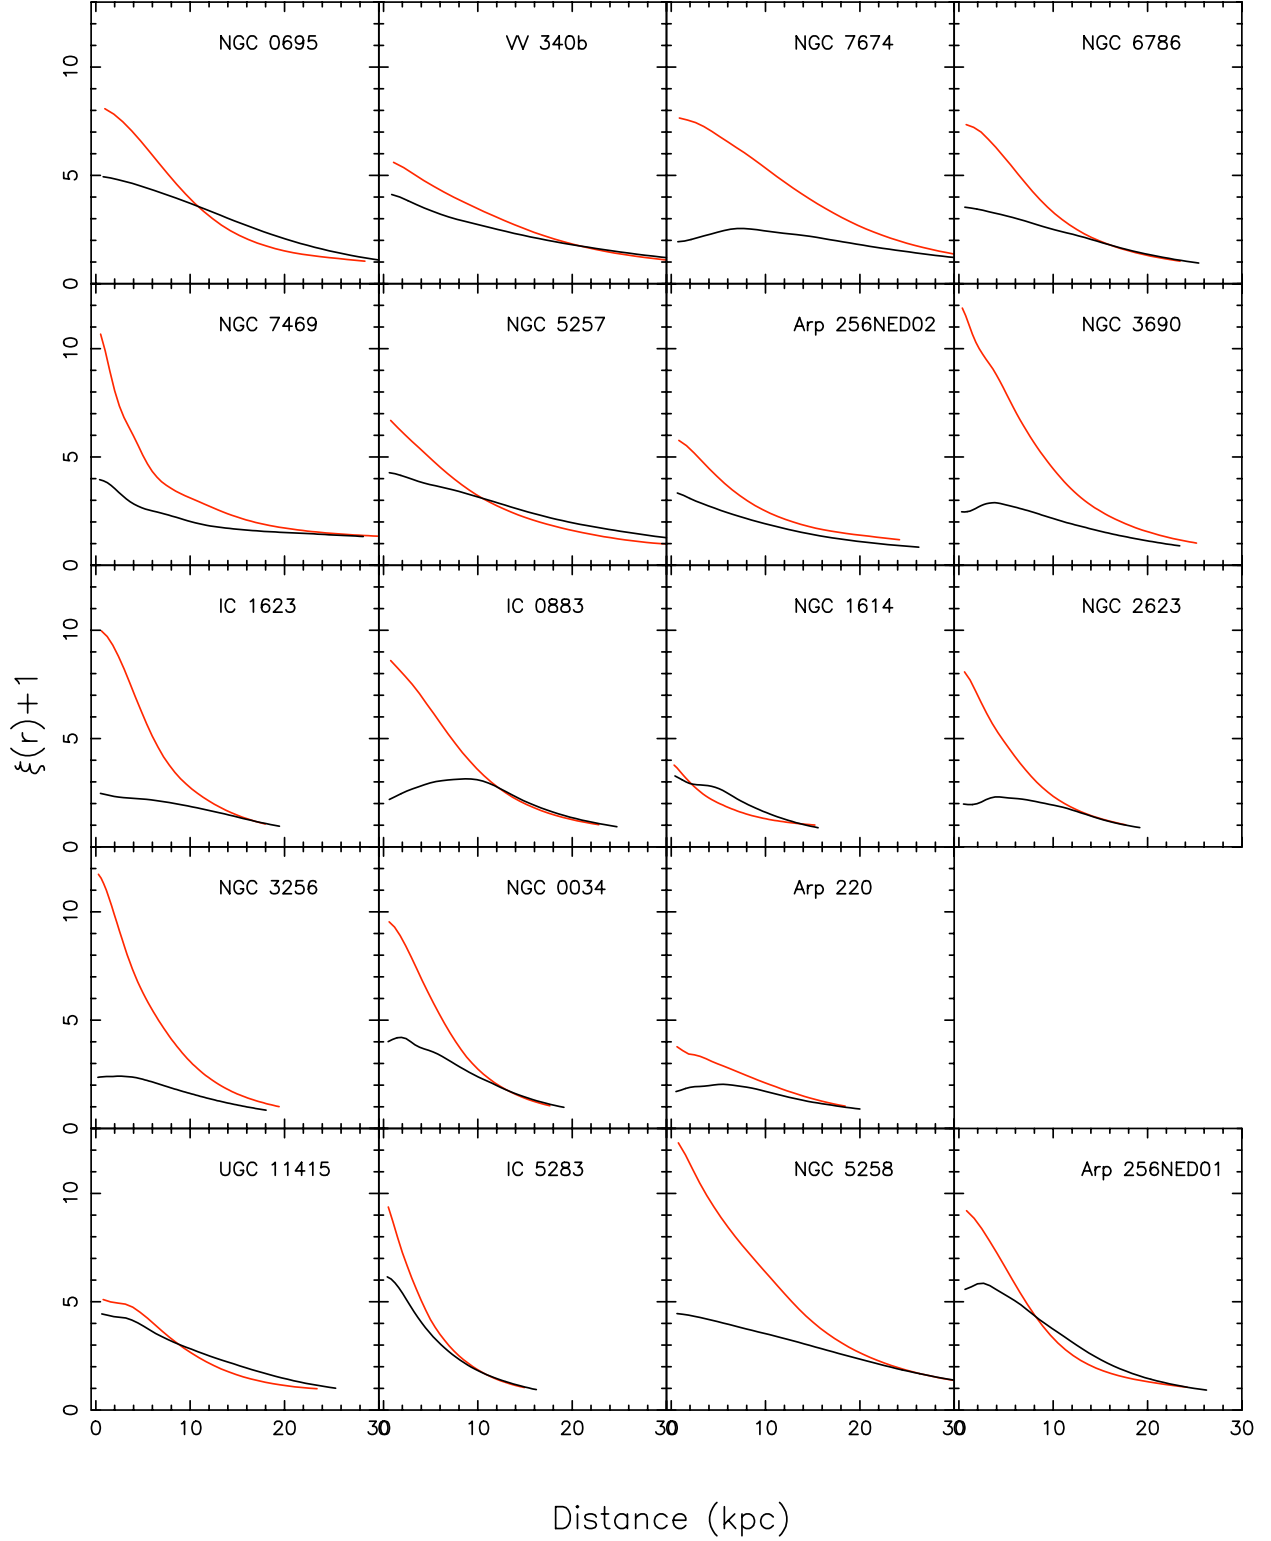 NGC 0695 VV 340b NGC 7674 NGC 6786
10
5
0
NGC 7469 NGC 5257 Arp 256NED02 NGC 3690
10
5
0
IC 1623 IC 0883 NGC 1614 NGC 2623
10
5
0
ξ(r)+1
NGC 3256 NGC 0034 Arp 220
10
5
0
UGC 11415 IC 5283 NGC 5258 Arp 256NED01
10
5
0
0 10 20 30 0 10 20 30 0 10 20 30 0 10 20 30
Distance (kpc)